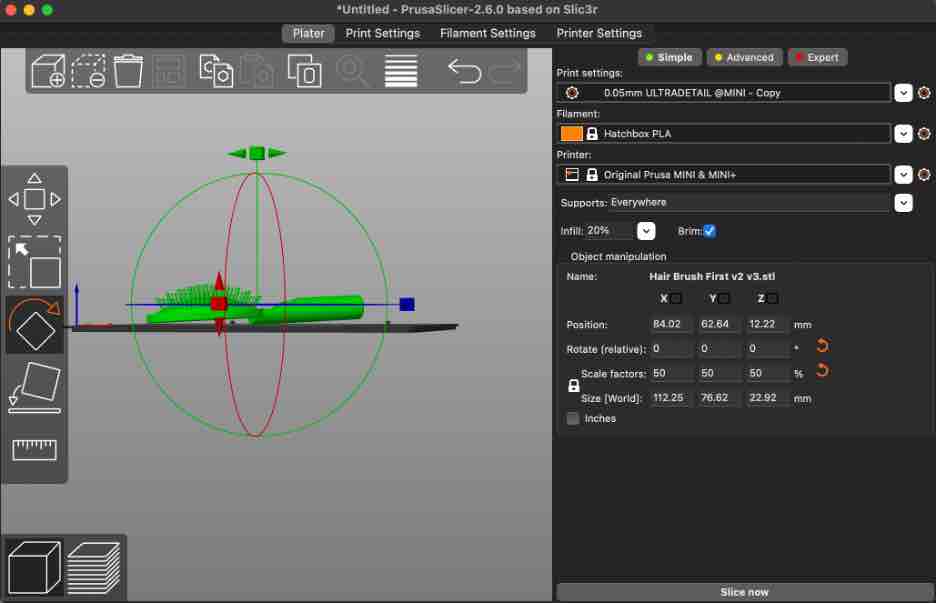 *Untitled - PrusaSlicer-2.6.0 based on Slic3r
Plater Print Settings Filament Settings Printer Settings
Simple Advanced Expert
Print settings:
0.05mm ULTRADETAIL @MINI - Copy
Filament:
Hatchbox PLA
Printer:
Original Prusa MINI & MINI+
Supports: Everywhere
Infill: 20% Brim:
Object manipulation
Name: Hair Brush First v2 v3.stl
X Y Z
Position: 84.02 62.64 12.22 mm
Rotate (relative): 0 0 0 °
Scale factors: 50 50 50 %
Size [World]: 112.25 76.62 22.92 mm
Inches
Slice now